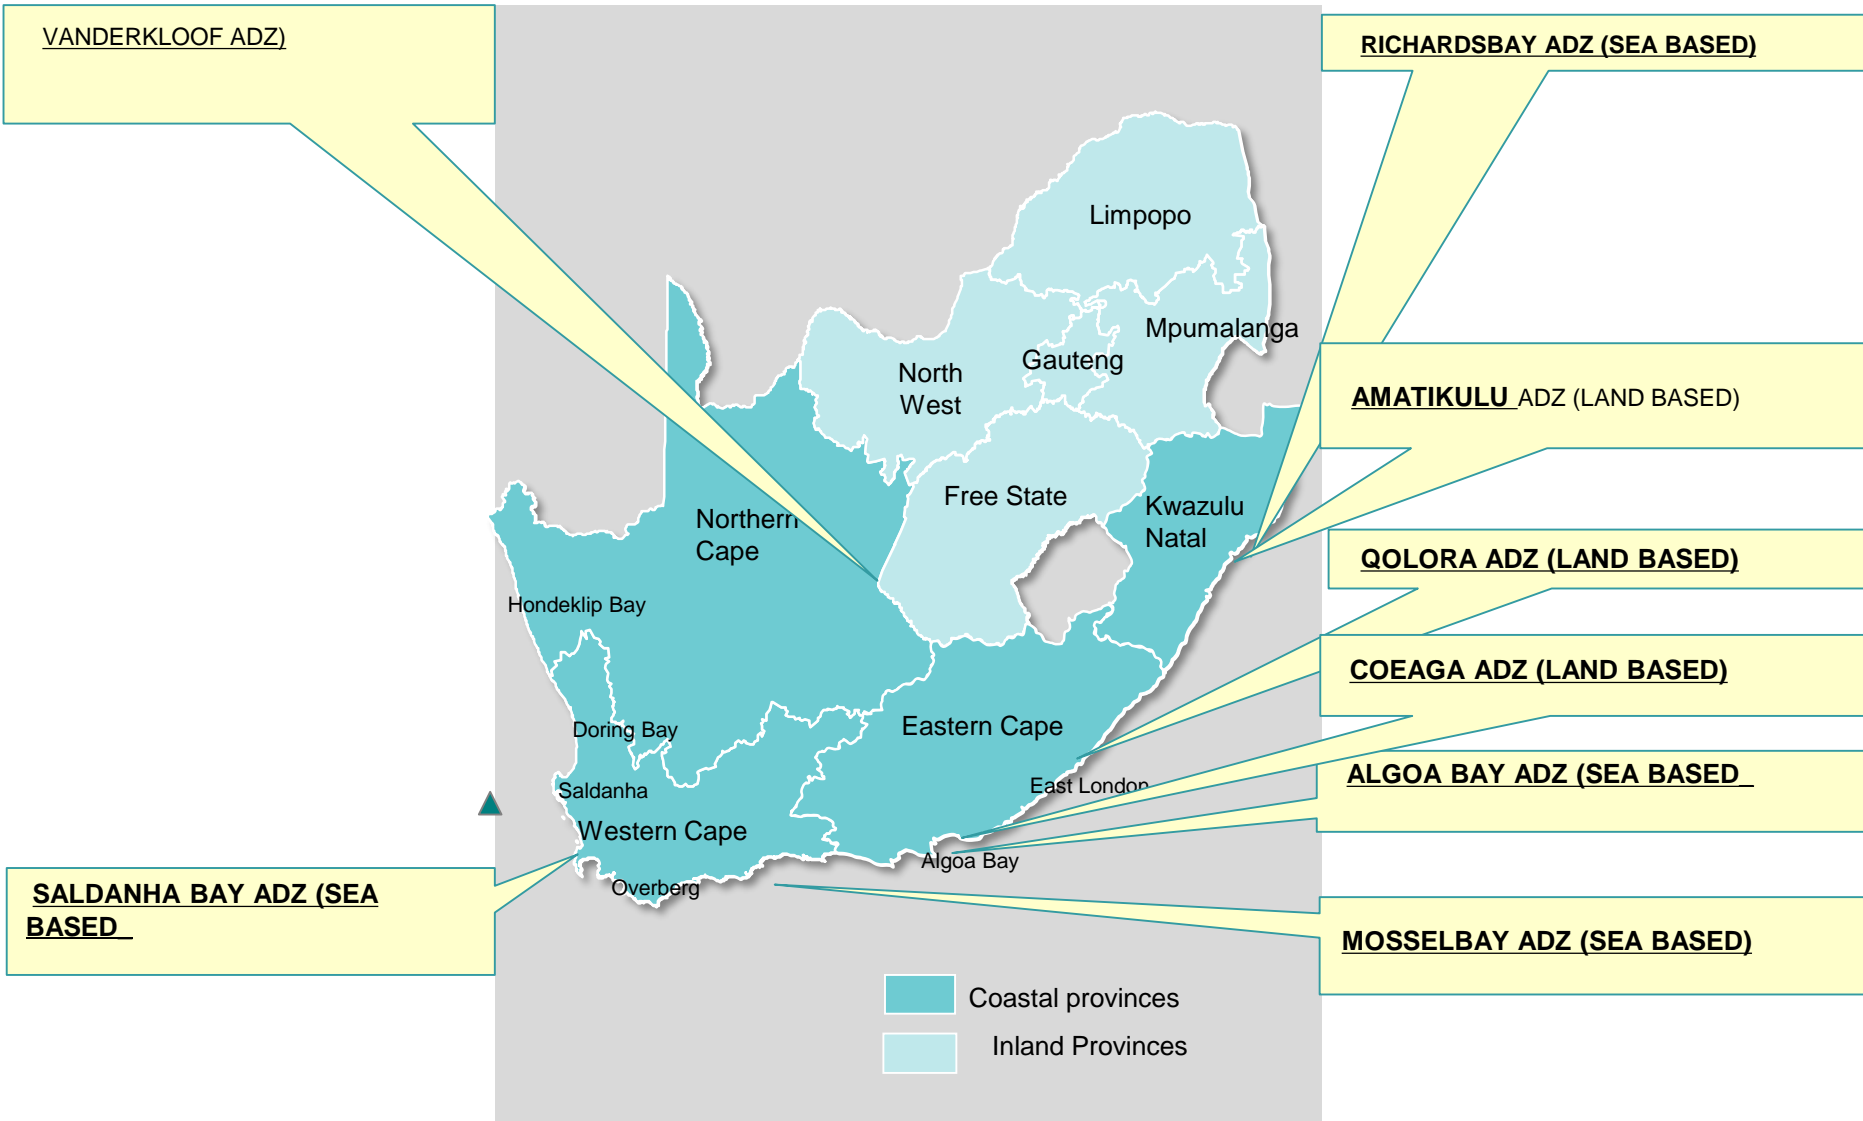 VANDERKLOOF ADZ)
RICHARDSBAY ADZ (SEA BASED)
Limpopo
Mpumalanga
Gauteng
North
West
AMATIKULU ADZ (LAND BASED)
Free State
Kwazulu
Natal
Northern
Cape
QOLORA ADZ (LAND BASED)
Hondeklip Bay
COEAGA ADZ (LAND BASED)
Eastern Cape
Doring Bay
ALGOA BAY ADZ (SEA BASED_
East London
Saldanha
Western Cape
Algoa Bay
Overberg
SALDANHA BAY ADZ (SEA
BASED_
MOSSELBAY ADZ (SEA BASED)
Coastal provinces
Inland Provinces